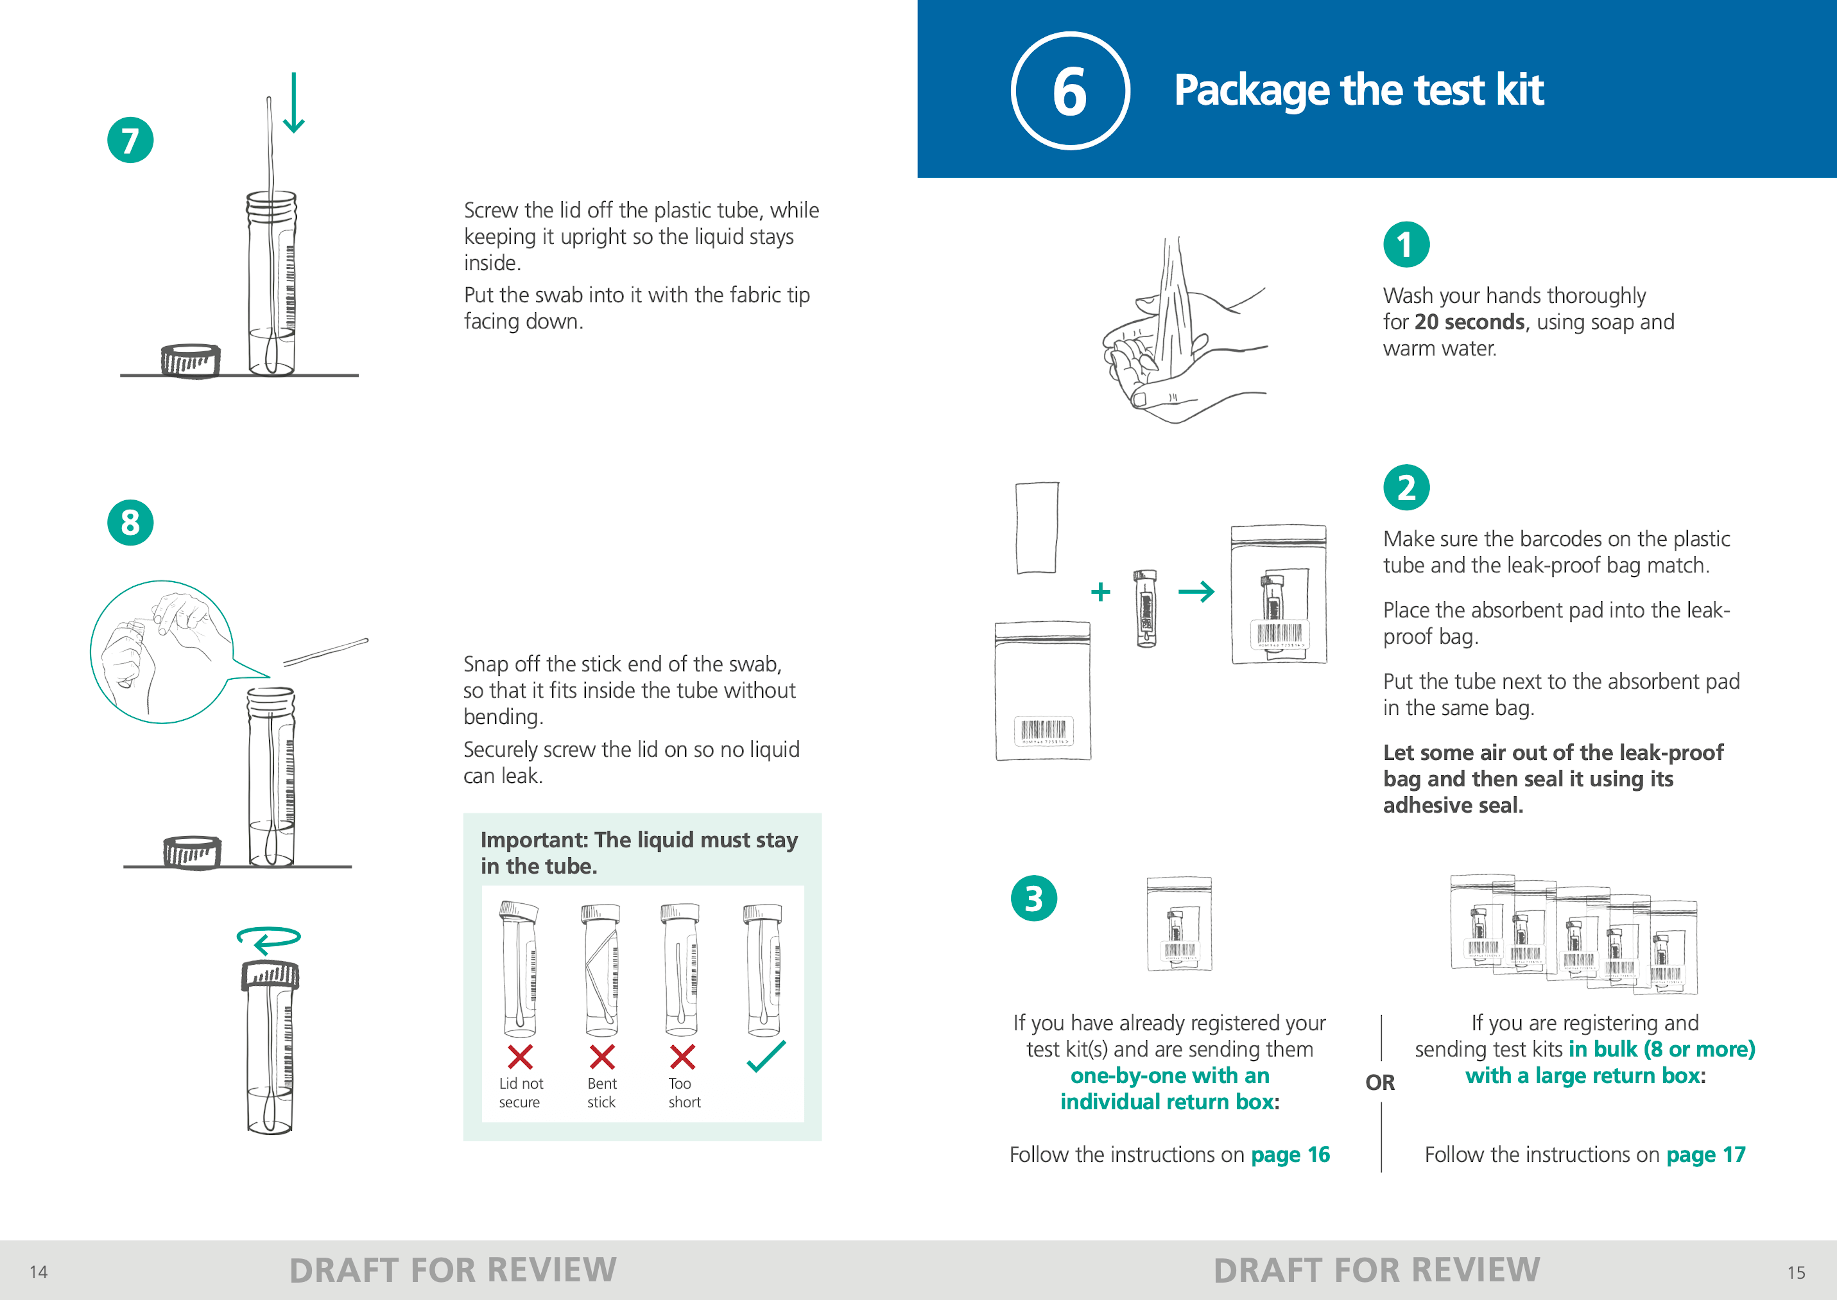 7
Screw the lid off the plastic tube, while
keeping it upright so the liquid stays
inside.
Put the swab into it with the fabric tip
facing down.
8
Snap off the stick end of the swab,
so that it fits inside the tube without
bending.
Securely screw the lid on so no liquid
can leak.
Important: The liquid must stay
in the tube.
Lid not
secure
Bent
stick
Too
short
14
DRAFT FOR REVIEW
6
Package the test kit
1
Wash your hands thoroughly
for 20 seconds, using soap and
warm water.
2
Make sure the barcodes on the plastic
tube and the leak-proof bag match.
Place the absorbent pad into the leak-
proof bag.
Put the tube next to the absorbent pad
in the same bag.
Let some air out of the leak-proof
bag and then seal it using its
adhesive seal.
+
3
If you have already registered your
test kit(s) and are sending them
one-by-one with an
individual return box:
Follow the instructions on page 16
OR
If you are registering and
sending test kits in bulk (8 or more)
with a large return box:
Follow the instructions on page 17
DRAFT FOR REVIEW
15